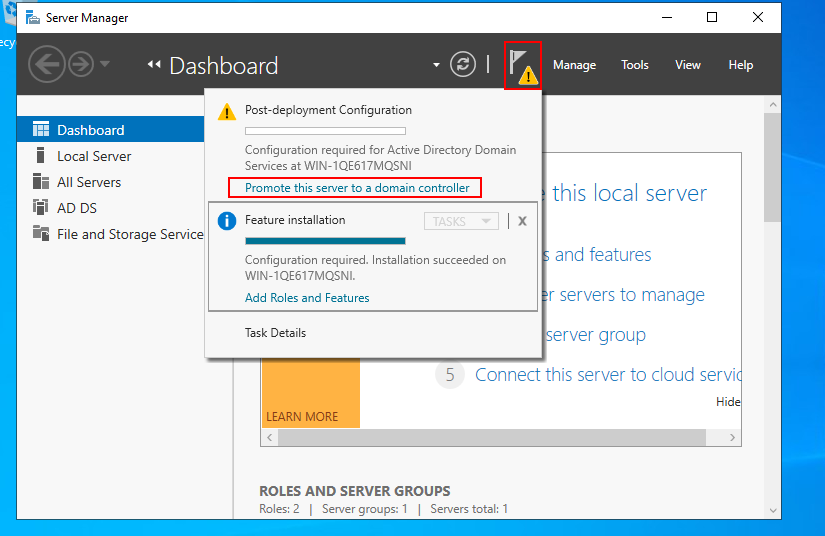 Server Manager
Dashboard
Manage
Tools
View
Help
Post-deployment Configuration
Configuration required for Active Directory Domain
Services at WIN-1QE617MQSNI
Promote this server to a domain controller
Feature installation
TASKS
X
Configuration required. Installation succeeded on
WIN-1QE617MQSNI.
Add Roles and Features
Task Details
Dashboard
Local Server
All Servers
AD DS
File and Storage Service
this local server
s and features
er servers to manage
server group
5 Connect this server to cloud servic
Hide
LEARN MORE
ROLES AND SERVER GROUPS
Roles: 2 | Server groups: 1 | Servers total: 1